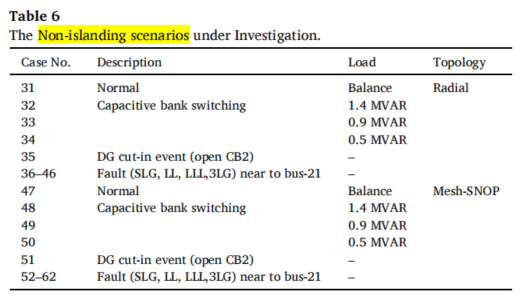 Table 6
The Non-islanding scenarios under Investigation.
Case No. Description Load Topology
31 Normal Balance Radial
32 Capacitive bank switching 1.4 MVAR
33 0.9 MVAR
34 0.5 MVAR
35 DG cut-in event (open CB2) –
36–46 Fault (SLG, LL, LLL,3LG) near to bus-21 –
47 Normal Balance Mesh-SNOP
48 Capacitive bank switching 1.4 MVAR
49 0.9 MVAR
50 0.5 MVAR
51 DG cut-in event (open CB2) –
52–62 Fault (SLG, LL, LLL,3LG) near to bus-21 –